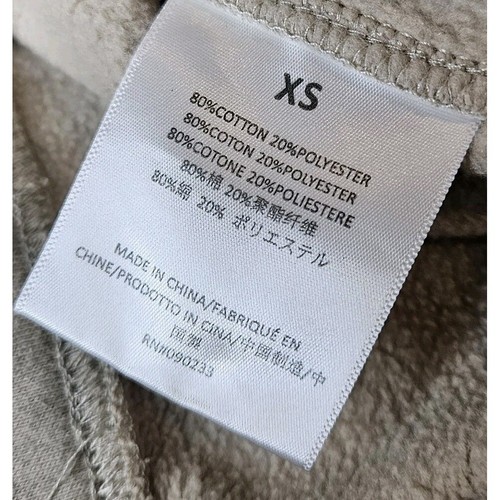 XS
80%COTTON 20%POLYESTER
80%COTON 20%POLYESTER
80%COTONE 20%POLIESTERE
80%棉 20%聚酯纤维
80%綿 20% ポリエステル
MADE IN CHINA/FABRIQUÉ EN
CHINE/PRODOTTO IN CINA/中國制造/中
国製
RN#090233